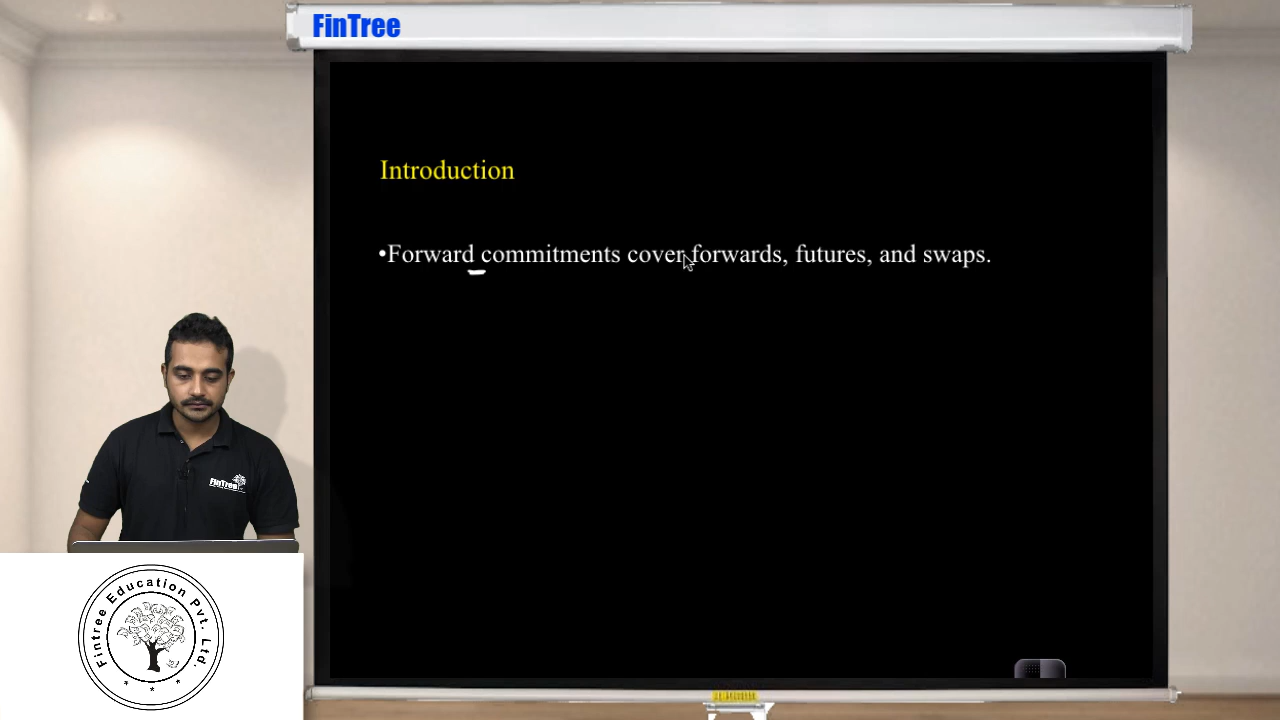 FinTree
Introduction
•Forward commitments cover forwards, futures, and swaps.
FinTree
Fintree Education Pvt. Ltd.